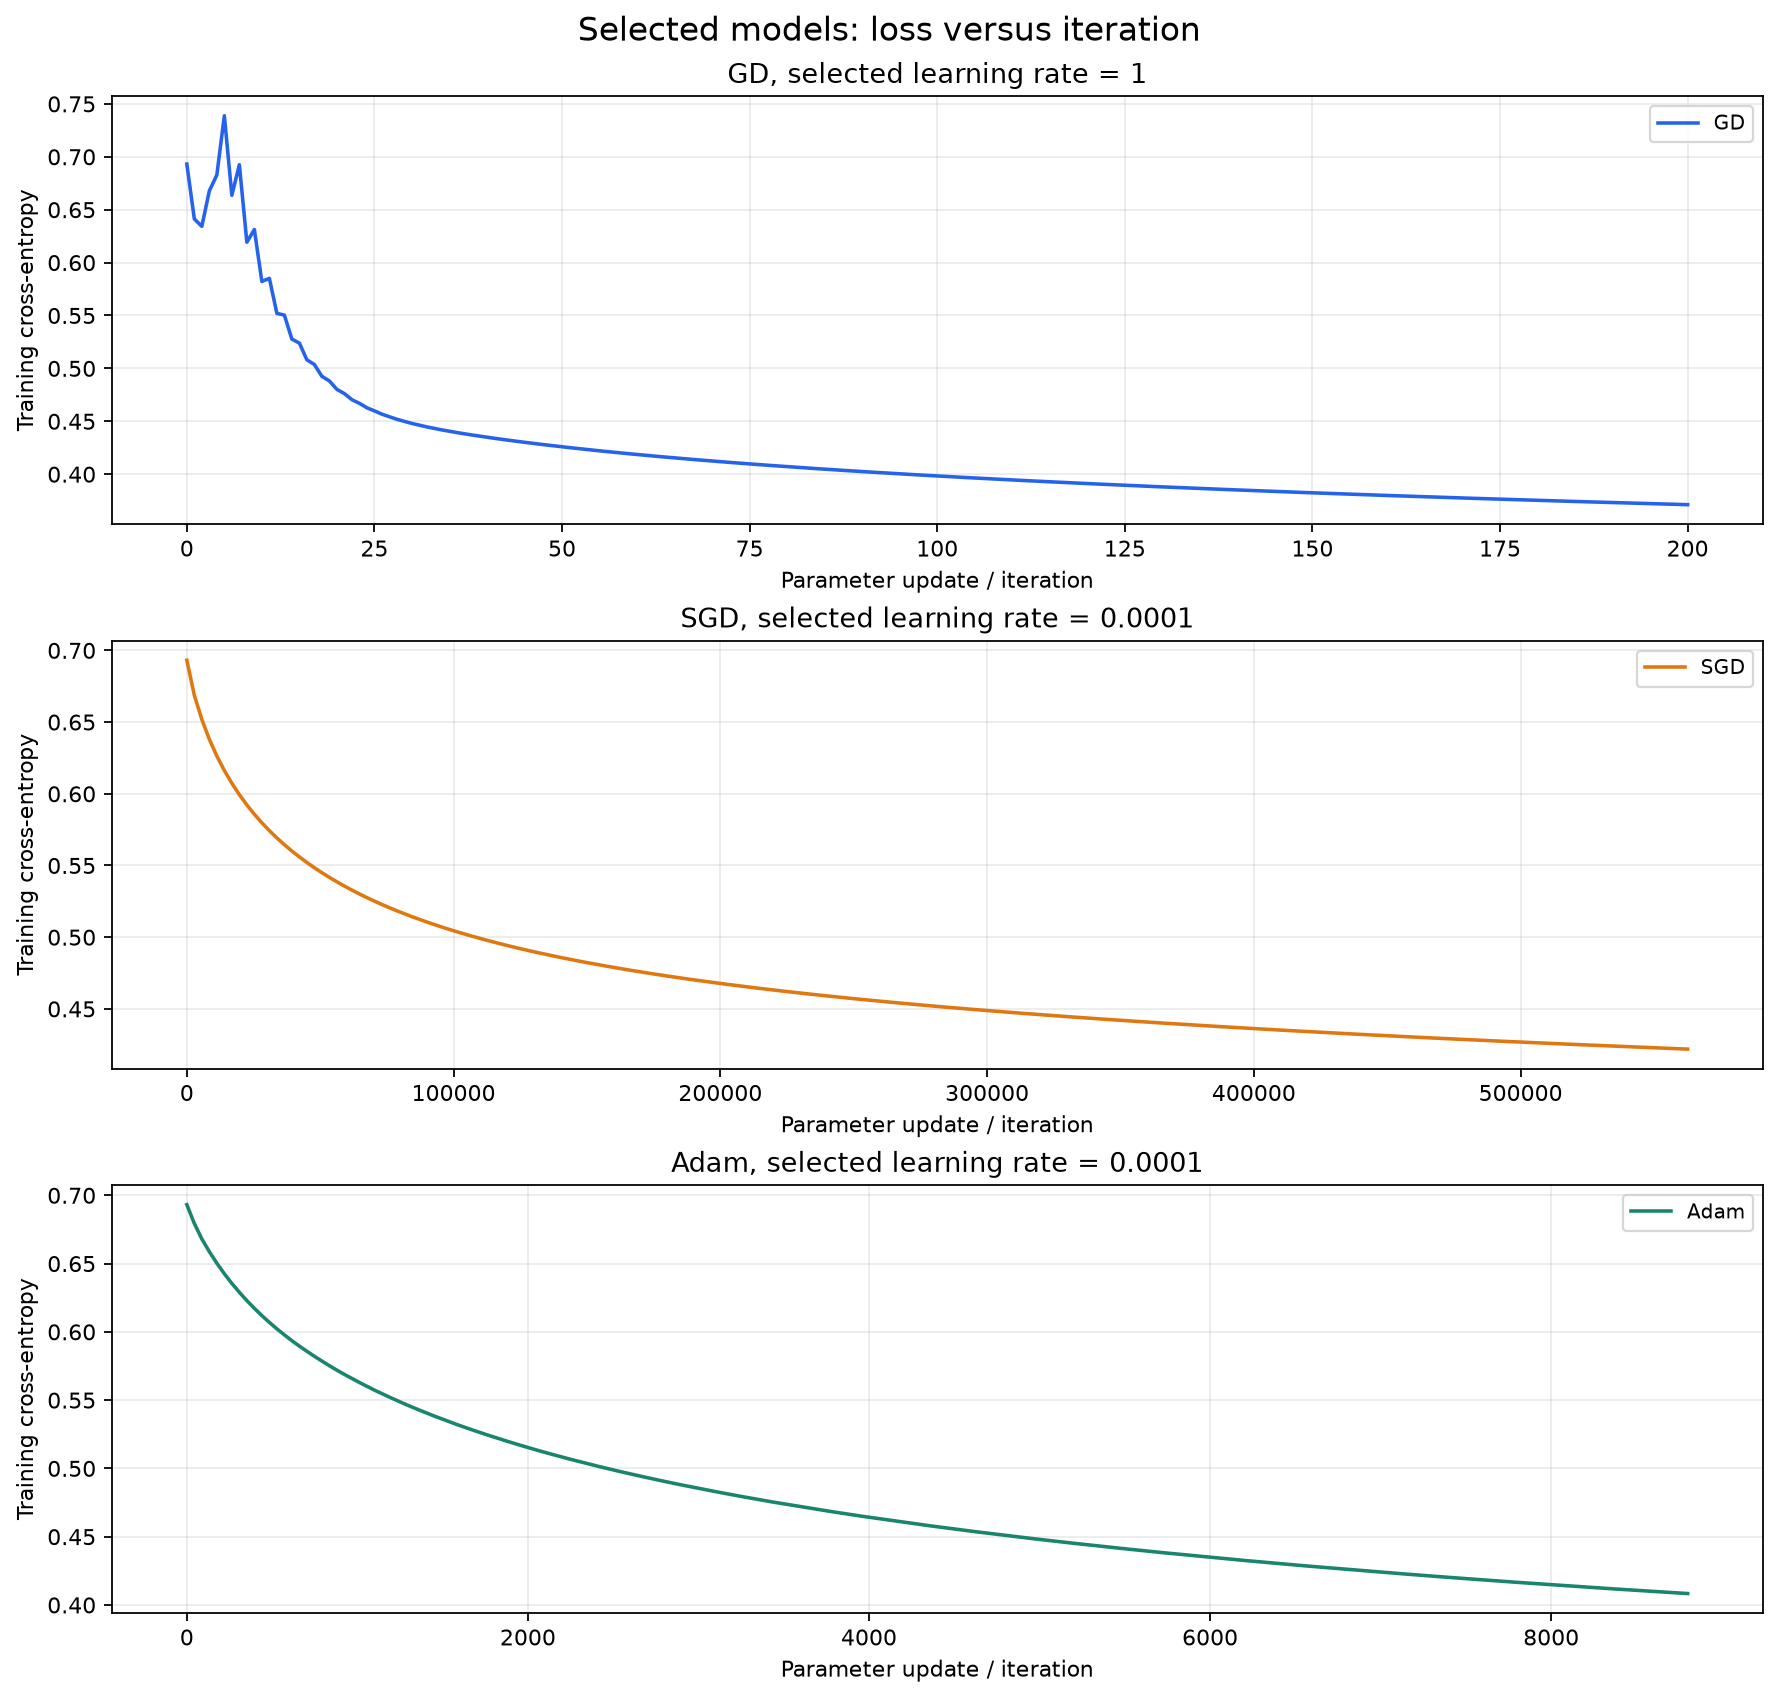 Selected models: loss versus iteration
GD, selected learning rate = 1
0.75
0.70
0.65
0.60
0.55
0.50
0.45
0.40
Training cross-entropy
GD
0 25 50 75 100 125 150 175 200
Parameter update / iteration
SGD, selected learning rate = 0.0001
0.70
0.65
0.60
0.55
0.50
0.45
Training cross-entropy
SGD
0 100000 200000 300000 400000 500000
Parameter update / iteration
Adam, selected learning rate = 0.0001
0.70
0.65
0.60
0.55
0.50
0.45
0.40
Training cross-entropy
Adam
0 2000 4000 6000 8000
Parameter update / iteration